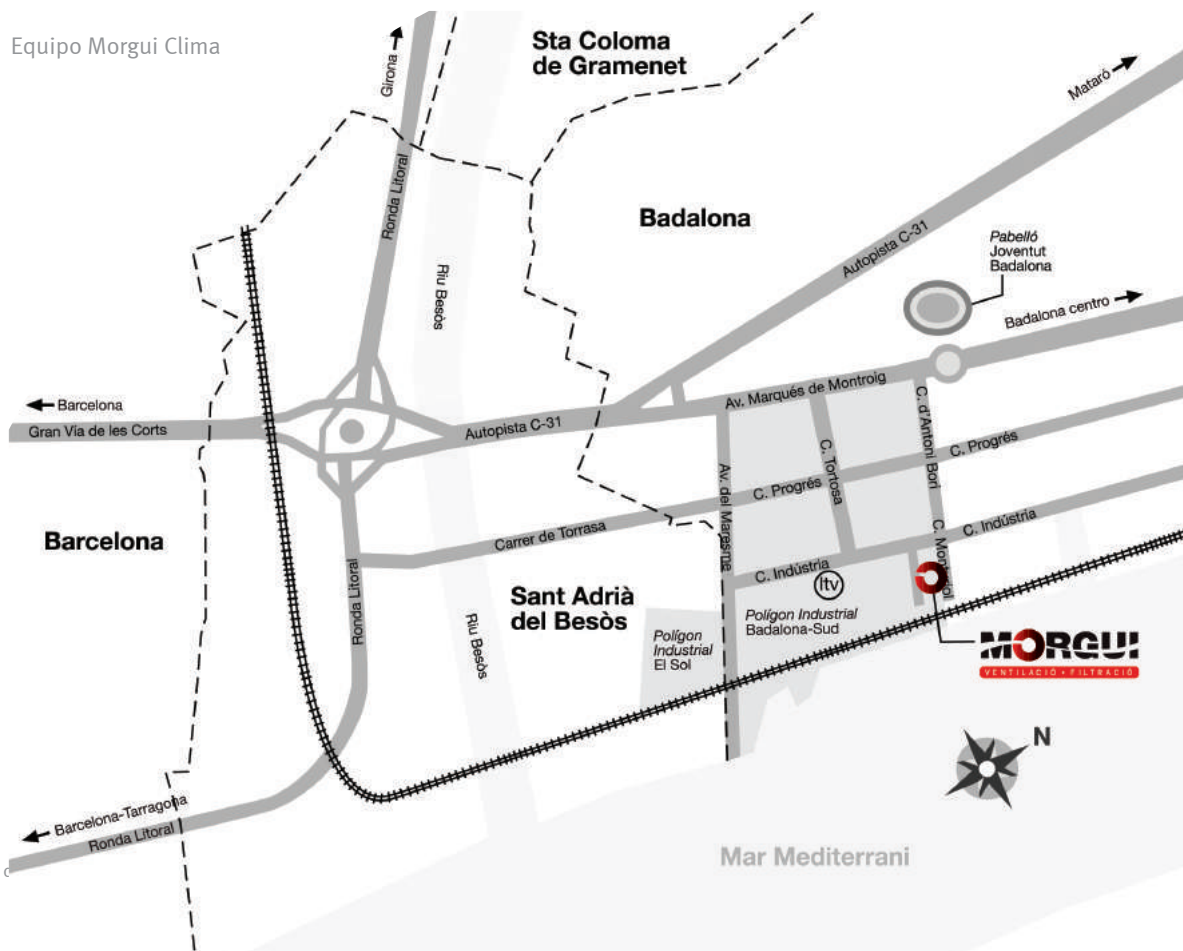 Equipo Morgui Clima
Sta Coloma
de Gramenet
Girona
Mataró
Ronda Litoral
Badalona
Riu Besòs
Autopista C-31
Pabelló
Joventut
Badalona
Badalona centro
Barcelona
Gran Via de les Corts
Autopista C-31
Av. Marqués de Montroig
C. d'Antoni Bori
C. Tortosa
C. Progrés
C. Progrés
Av. del Maresme
Carrer de Torrasa
C. Indústria
C. Indústria
Barcelona
Ronda Litoral
Sant Adrià
del Besòs
Riu Besòs
Itv
Polígon Industrial
Badalona-Sud
Polígon
Industrial
El Sol
MORGUI
VENTILACIÓ + FILTRACIÓ
N
Barcelona-Tarragona
Ronda Litoral
Mar Mediterrani